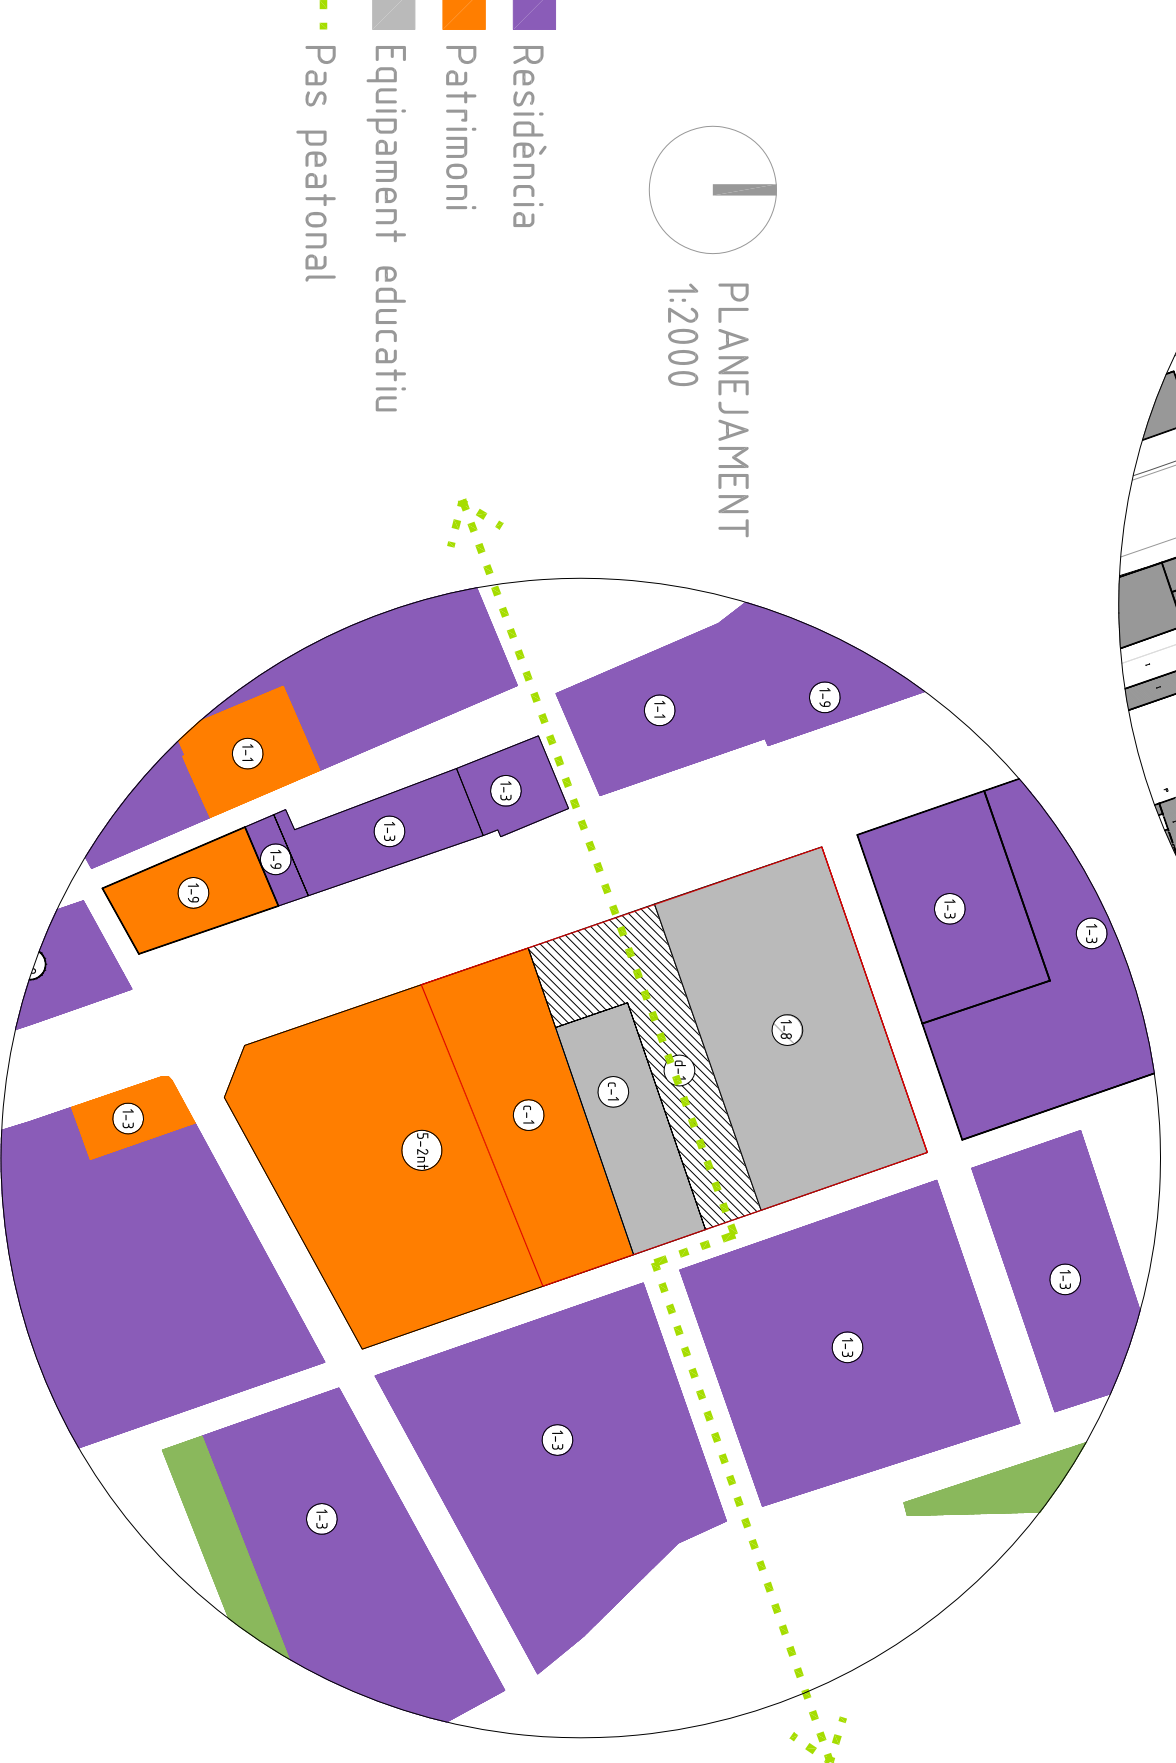 PLANEJAMENT
1:2000
Residència
Patrimoni
Equipament educatiu
Pas peatonal
1-9
1-1
1-1
1-3
1-3
1-9
1-9
1-3
1-3
1-8
d-1
c-1
c-1
5-2nt
1-3
1-3
1-3
1-3
1-3